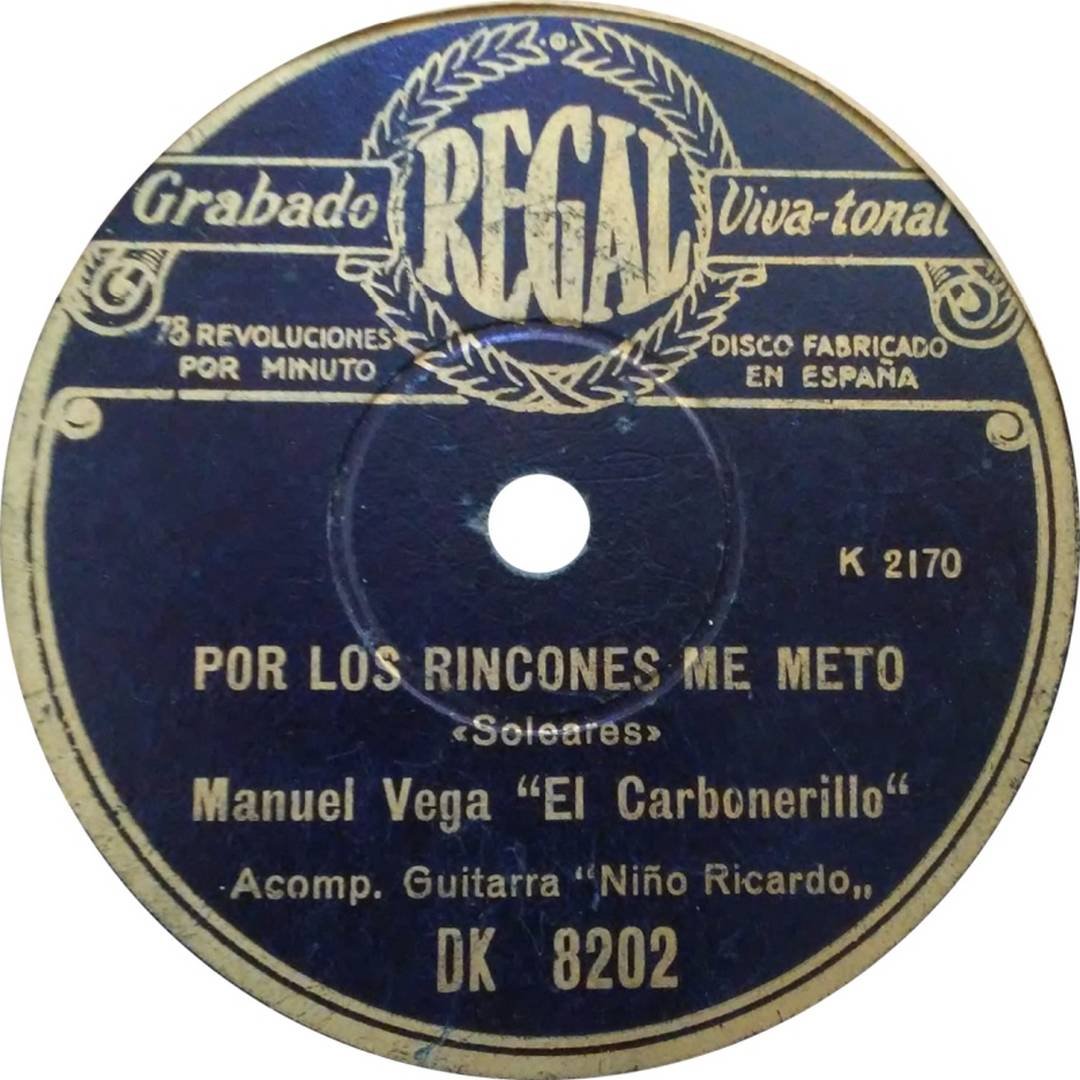 REGAL
Grabado
Viva-tonal
78 REVOLUCIONES
POR MINUTO
DISCO FABRICADO
EN ESPAÑA
K 2170
POR LOS RINCONES ME METO
«Soleares»
Manuel Vega “El Carbonerillo“
Acomp. Guitarra “Niño Ricardo„
DK 8202